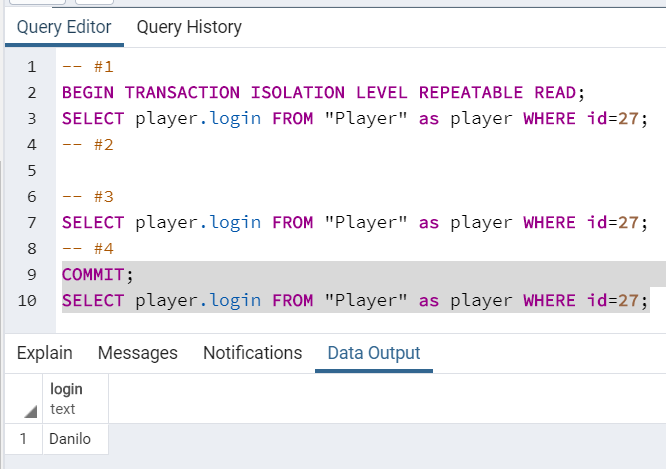 Query Editor Query History
1 -- #1
2 BEGIN TRANSACTION ISOLATION LEVEL REPEATABLE READ;
3 SELECT player.login FROM "Player" as player WHERE id=27;
4 -- #2
5
6 -- #3
7 SELECT player.login FROM "Player" as player WHERE id=27;
8 -- #4
9 COMMIT;
10 SELECT player.login FROM "Player" as player WHERE id=27;
Explain Messages Notifications Data Output
login
text
1 Danilo